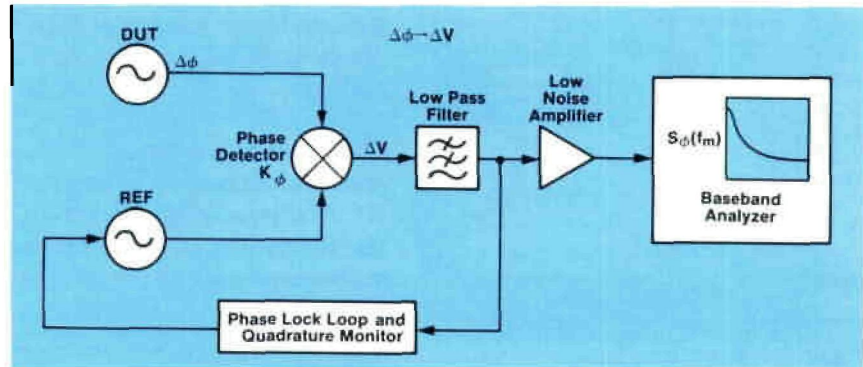 DUT
Δϕ
Δϕ→ΔV
Low Pass
Filter
Low
Noise
Amplifier
Phase
Detector
K ϕ
ΔV
Sϕ(fm)
Baseband
Analyzer
REF
Phase Lock Loop and
Quadrature Monitor